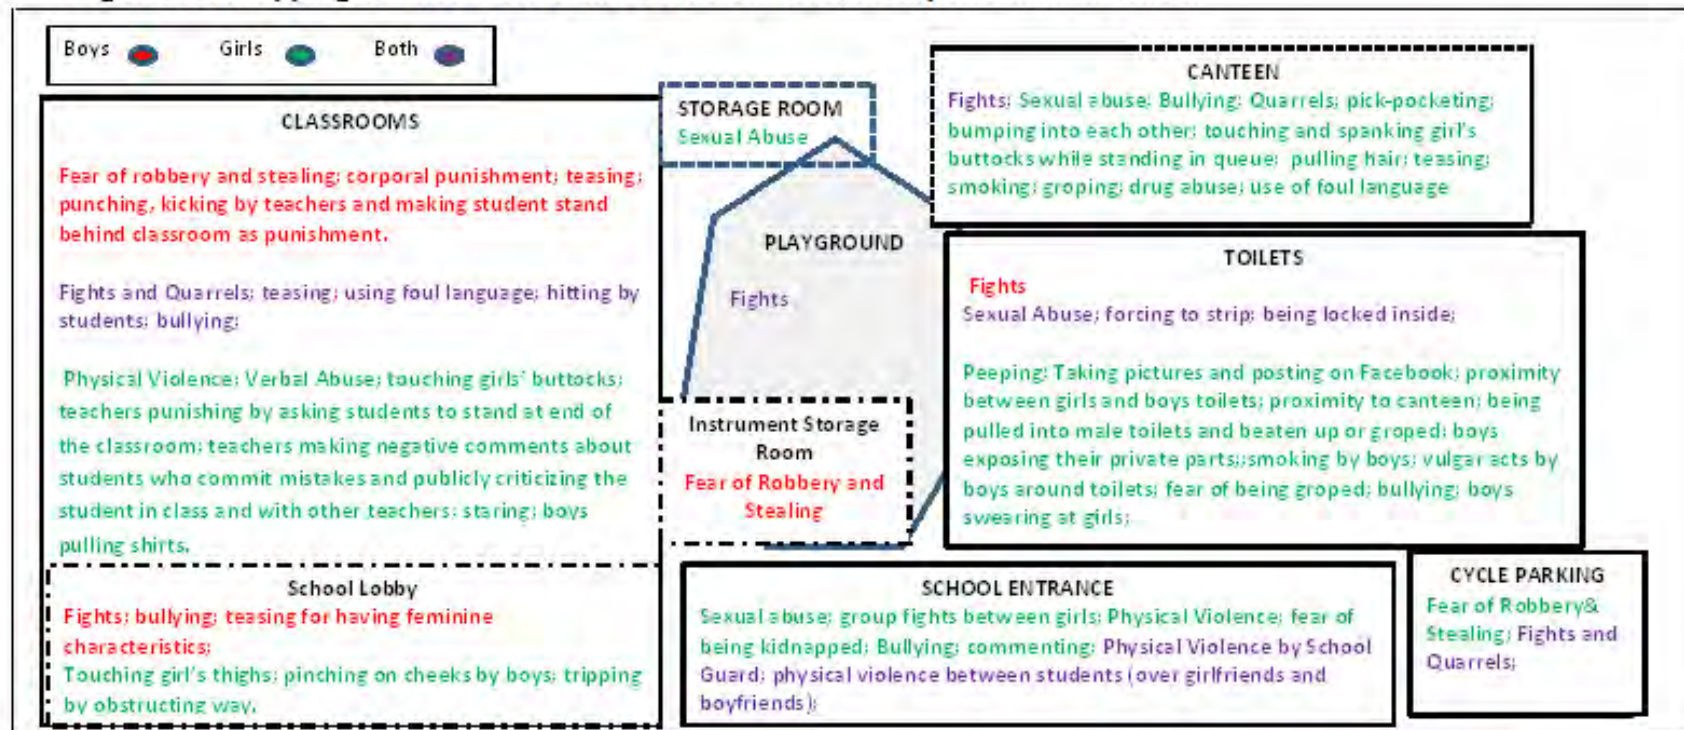 Boys Girls Both
CLASSROOMS
Fear of robbery and stealing; corporal punishment; teasing;
punching, kicking by teachers and making student stand
behind classroom as punishment.
Fights and Quarrels; teasing; using foul language; hitting by
students; bullying;
Physical Violence; Verbal Abuse; touching girls' buttocks;
teachers punishing by asking students to stand at end of
the classroom; teachers making negative comments about
students who commit mistakes and publicly criticizing the
student in class and with other teachers; staring; boys
pulling shirts.
School Lobby
Fights; bullying; teasing for having feminine
characteristics;
Touching girl's thighs; pinching on cheeks by boys; tripping
by obstructing way.
STORAGE ROOM
Sexual Abuse
PLAYGROUND
Fights
Instrument Storage
Room
Fear of Robbery and
Stealing
CANTEEN
Fights; Sexual abuse; Bullying; Quarrels; pick-pocketing;
bumping into each other; touching and spanking girl's
buttocks while standing in queue; pulling hair; teasing;
smoking; groping; drug abuse; use of foul language
TOILETS
Fights
Sexual Abuse; forcing to strip; being locked inside;
Peeping; Taking pictures and posting on Facebook; proximity
between girls and boys toilets; proximity to canteen; being
pulled into male toilets and beaten up or groped; boys
exposing their private parts;;smoking by boys; vulgar acts by
boys around toilets; fear of being groped; bullying; boys
swearing at girls;
SCHOOL ENTRANCE
Sexual abuse; group fights between girls; Physical Violence; fear of
being kidnapped; Bullying; commenting; Physical Violence by School
Guard; physical violence between students (over girlfriends and
boyfriends);
CYCLE PARKING
Fear of Robbery&
Stealing; Fights and
Quarrels;